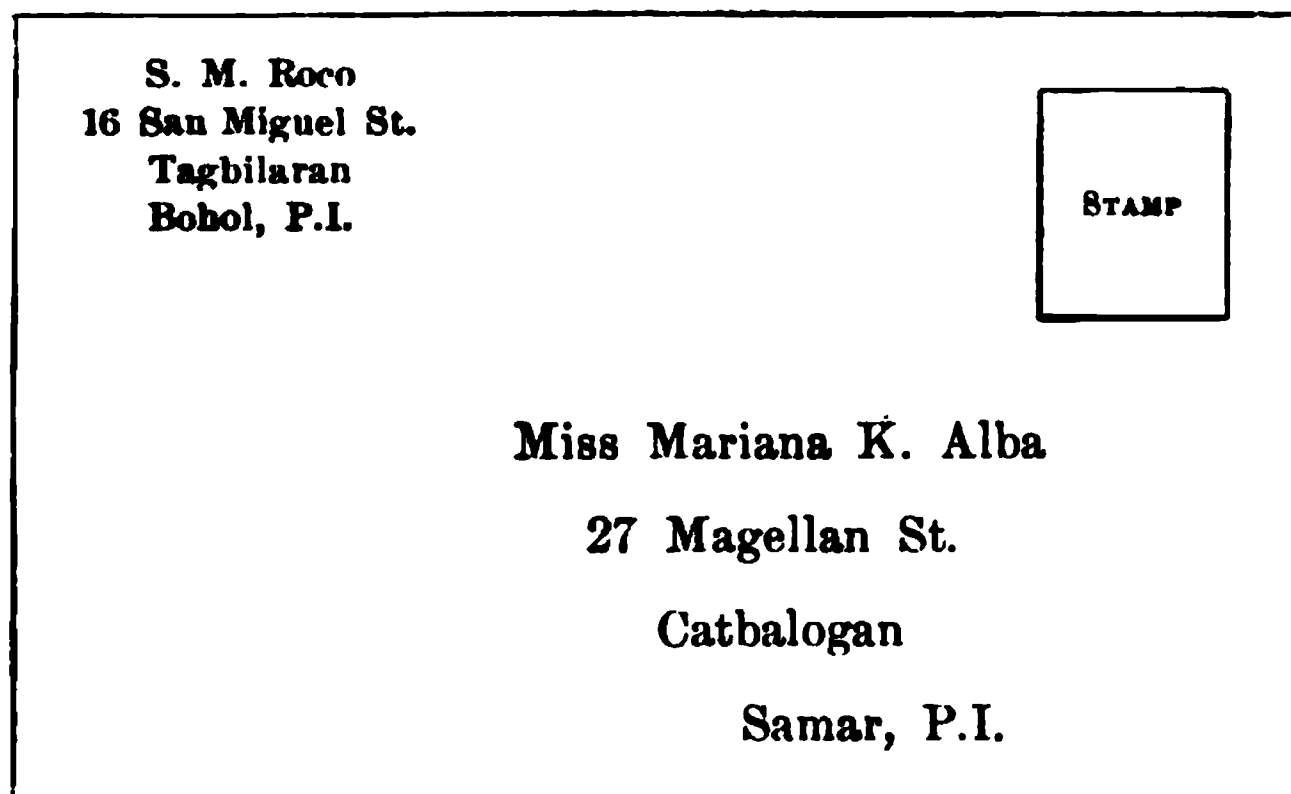 S. M. Roco
16 San Miguel St.
Tagbilaran
Bohol, P.I.
STAMP
Miss Mariana K. Alba
27 Magellan St.
Catbalogan
Samar, P.I.